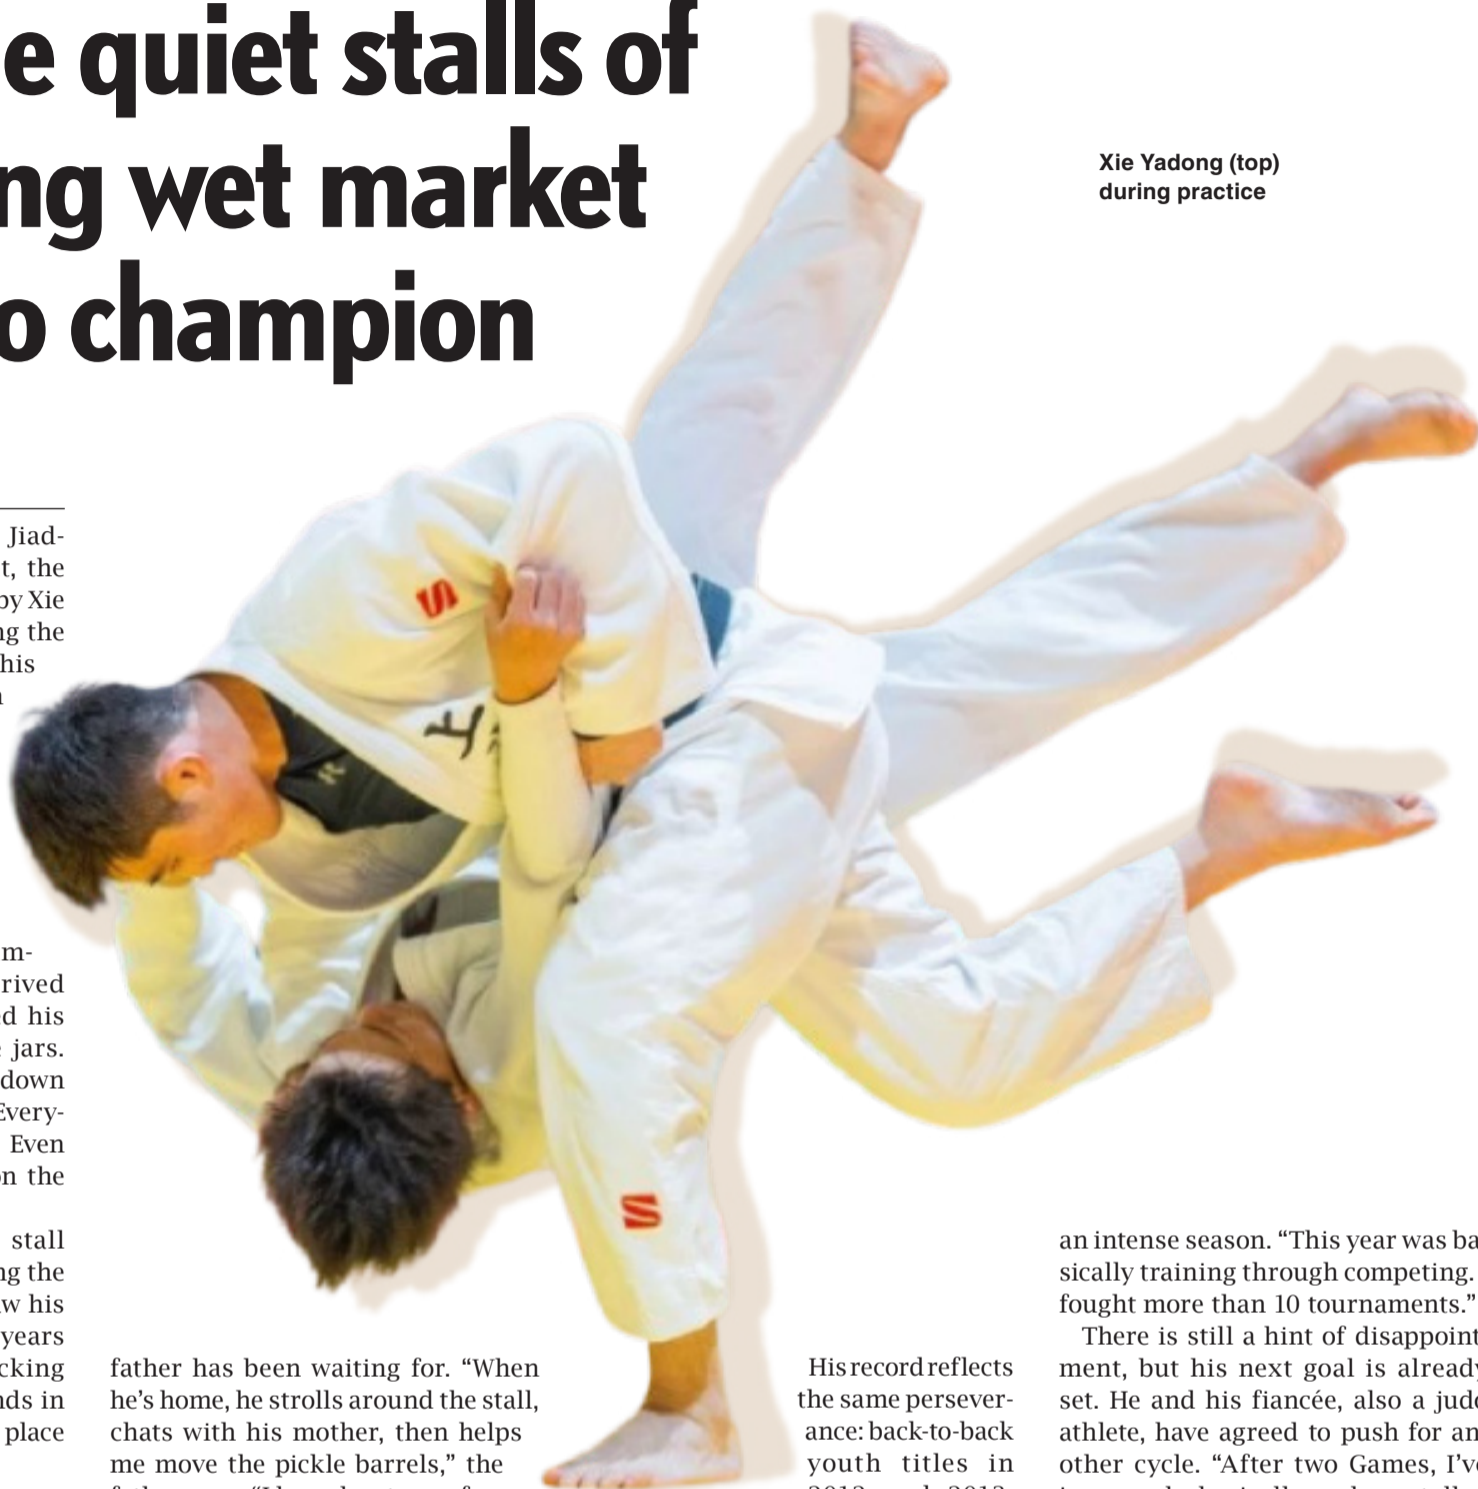 e quiet stalls of
ng wet market
o champion
Xie Yadong (top)
during practice
Jiad-
t, the
by Xie
ng the
his
m-
rived
ed his
jars.
down
Every-
Even
on the
stall
ng the
w his
years
cking
nds in
place
father has been waiting for. “When
he’s home, he strolls around the stall,
chats with his mother, then helps
me move the pickle barrels,” the
His record reflects
the same persever-
ance: back-to-back
youth titles in
an intense season. “This year was ba
sically training through competing.
fought more than 10 tournaments.”
There is still a hint of disappoint
ment, but his next goal is already
set. He and his fiancée, also a judo
athlete, have agreed to push for an
other cycle. “After two Games, I’ve